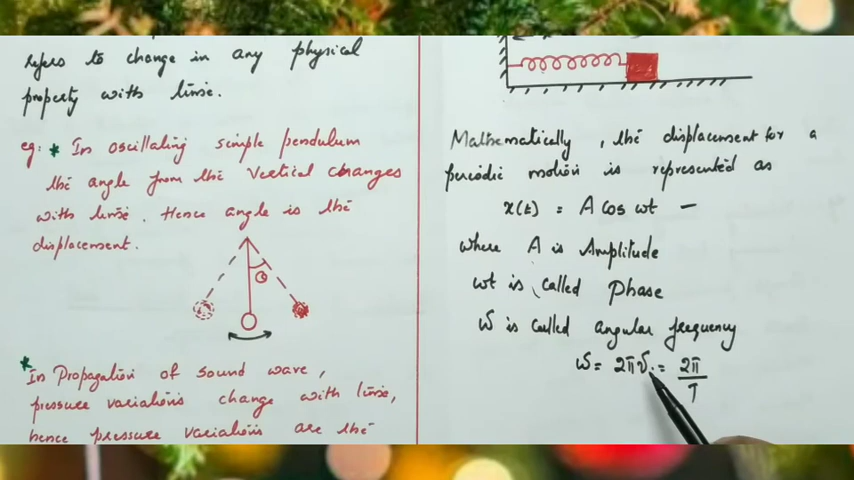 refers to change in any physical
property with time.
eg: * In oscillating simple pendulum
the angle from the Vertical changes
with time. Hence angle is the
displacement.
θ
* In Propagation of sound wave,
pressure variations change with time,
hence pressure variations are the
Mathematically, the displacement for a
periodic motion is represented as
x(t) = A cos ωt –
where A is Amplitude
ωt is called Phase
ω is called angular frequency
ω = 2πν = 2π/T